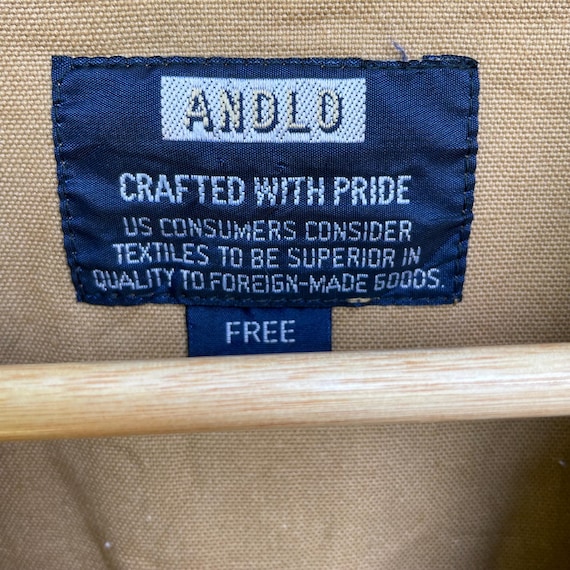 ANDLO
CRAFTED WITH PRIDE
US CONSUMERS CONSIDER
TEXTILES TO BE SUPERIOR IN
QUALITY TO FOREIGN-MADE GOODS.
FREE